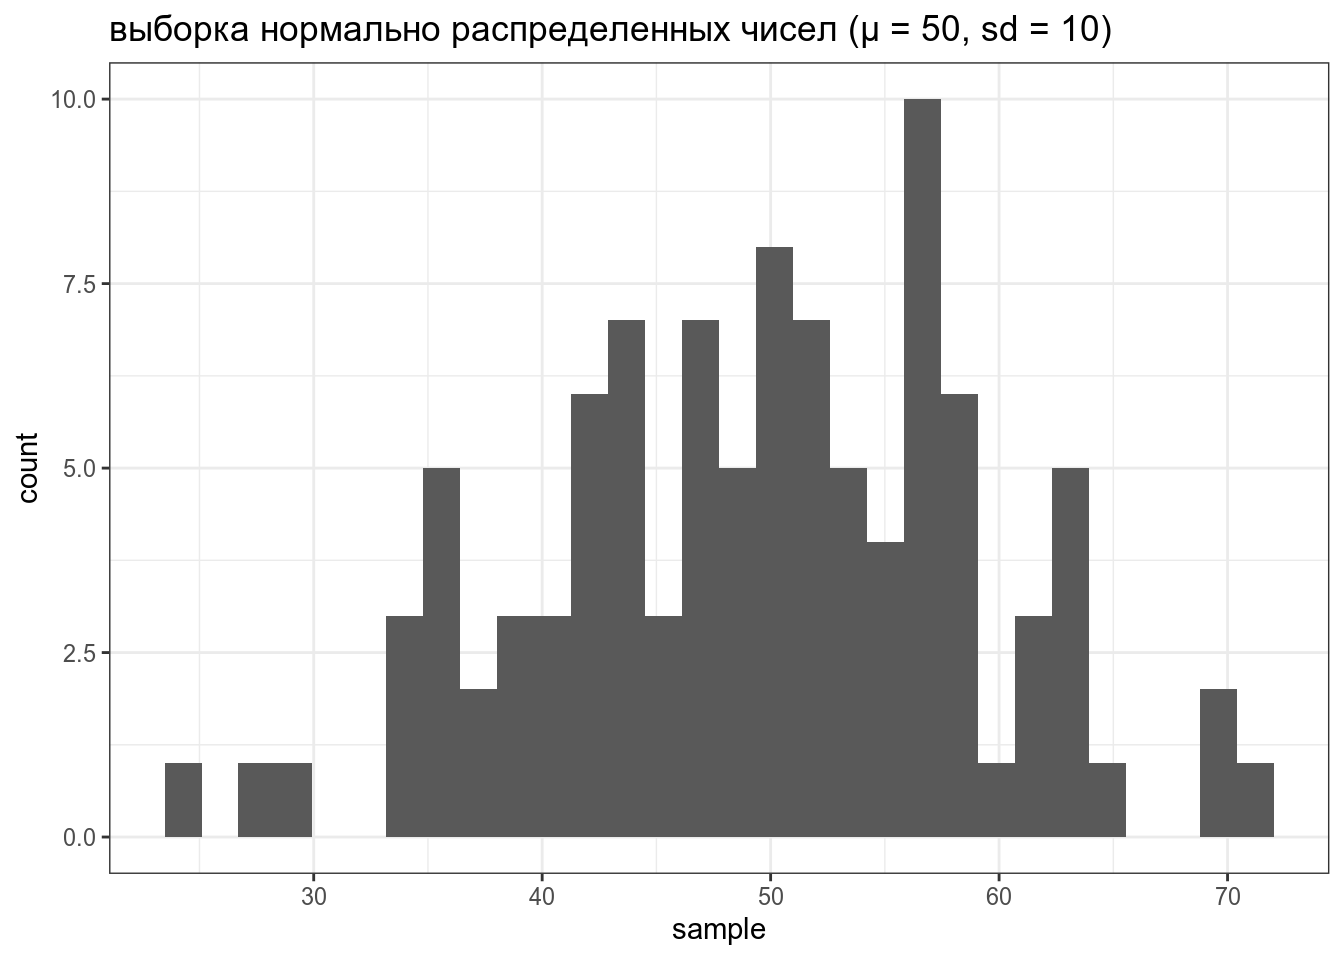 выборка нормально распределенных чисел (μ = 50, sd = 10)
10.0
7.5
5.0
2.5
0.0
count
30 40 50 60 70
sample